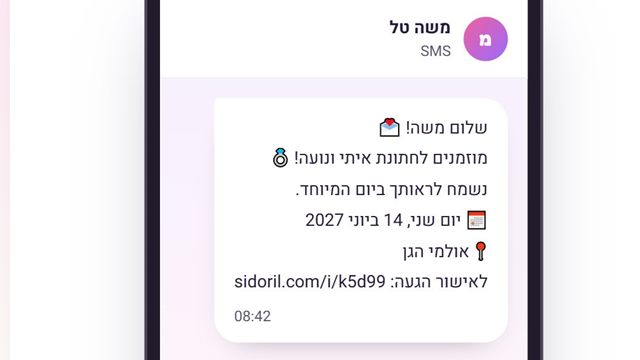 משה טל
SMS
מ
שלום משה! 💌
מוזמנים לחתונת איתי ונועה! 💍
נשמח לראותך ביום המיוחד.
📅 יום שני, 14 ביוני 2027
📍 אולמי הגן
לאישור הגעה: sidoril.com/i/k5d99
08:42